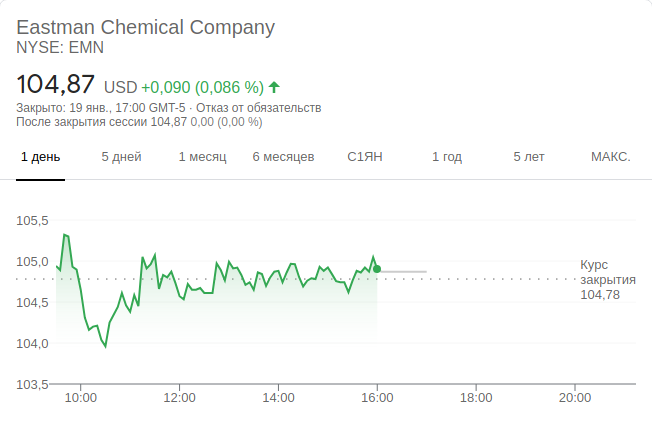 Eastman Chemical Company
NYSE: EMN
104,87 USD +0,090 (0,086 %)
Закрыто: 19 янв., 17:00 GMT-5 · Отказ от обязательств
После закрытия сессии 104,87 0,00 (0,00 %)
1 день 5 дней 1 месяц 6 месяцев С1ЯН 1 год 5 лет МАКС.
105,5
105,0
104,5
104,0
103,5
Курс
закрытия
104,78
10:00 12:00 14:00 16:00 18:00 20:00